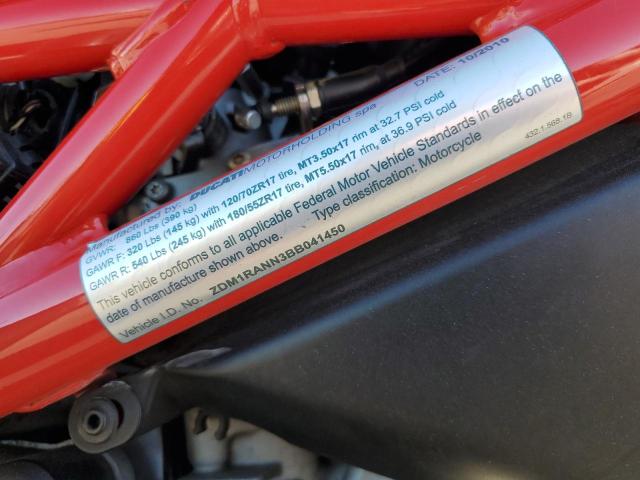 Manufactured by: DUCATIMOTORHOLDING spa DATE: 10/2010
GVWR: 860 Lbs (390 kg)
GAWR F: 320 Lbs (145 kg) with 120/70ZR17 tire, MT3.50x17 rim at 32.7 PSI cold
GAWR R: 540 Lbs (245 kg) with 180/55ZR17 tire, MT5.50x17 rim, at 36.9 PSI cold
This vehicle conforms to all applicable Federal Motor Vehicle Standards in effect on the
date of manufacture shown above. Type classification: Motorcycle
Vehicle I.D. No. ZDM1RANN3BB041450
432.1.568.1B